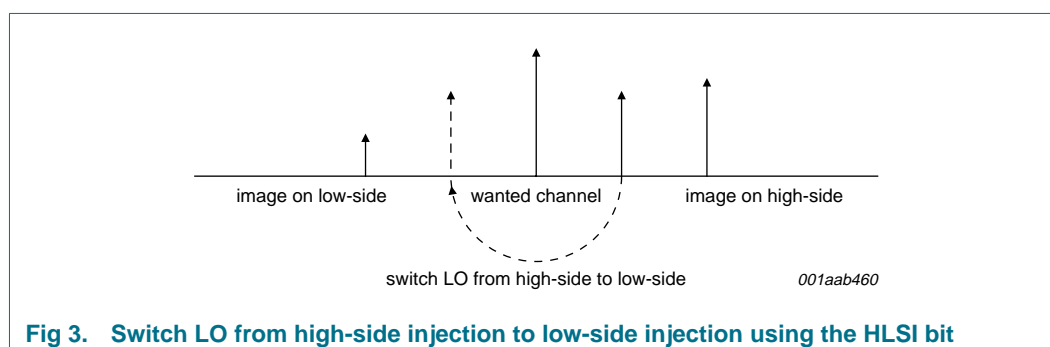 image on low-side wanted channel image on high-side
switch LO from high-side to low-side 001aab460
Fig 3. Switch LO from high-side injection to low-side injection using the HLSI bit